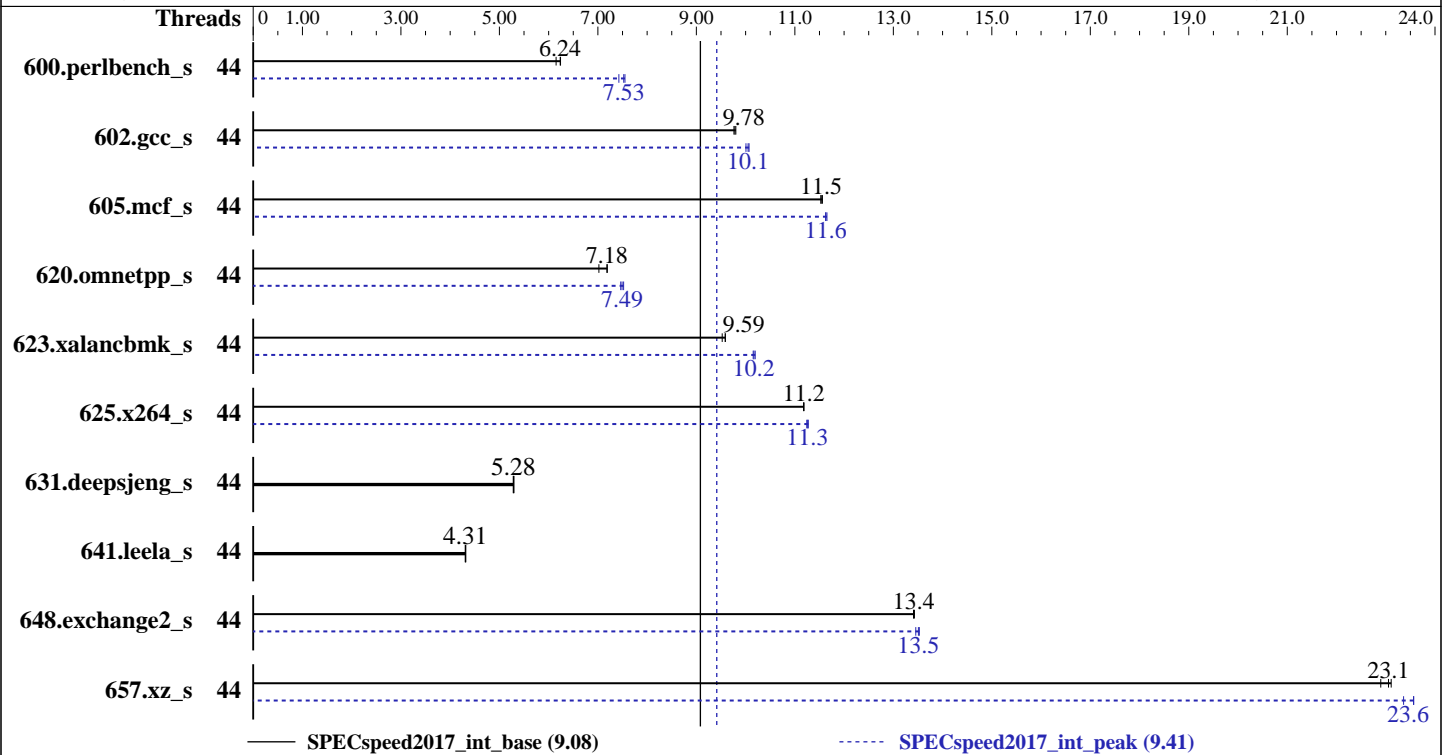 Threads 0 1.00 3.00 5.00 7.00 9.00 11.0 13.0 15.0 17.0 19.0 21.0 24.0
6.24
600.perlbench_s 44
7.53
9.78
602.gcc_s 44
10.1
11.5
605.mcf_s 44
11.6
7.18
620.omnetpp_s 44
7.49
9.59
623.xalancbmk_s 44
10.2
11.2
625.x264_s 44
11.3
5.28
631.deepsjeng_s 44
4.31
641.leela_s 44
13.4
648.exchange2_s 44
13.5
23.1
657.xz_s 44
23.6
SPECspeed2017_int_base (9.08) SPECspeed2017_int_peak (9.41)